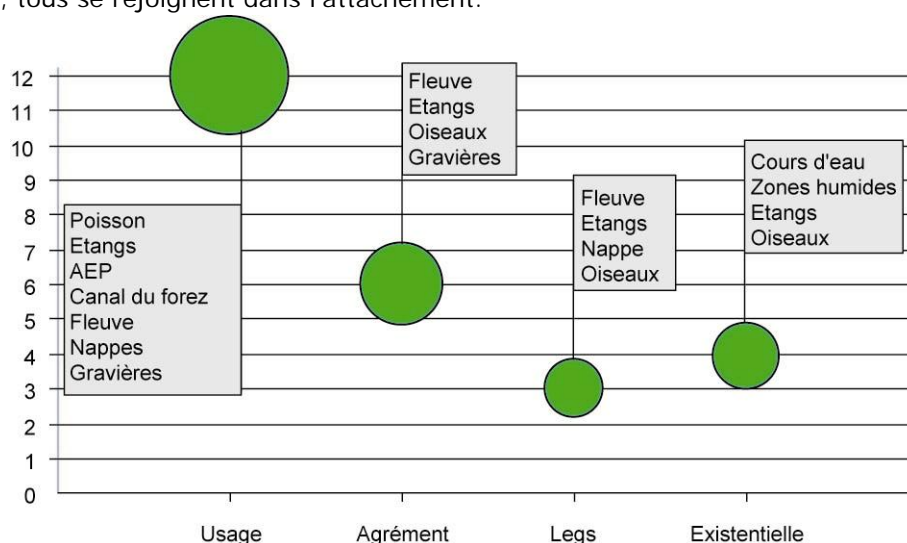 , tous se rejoignent dans l'attachement.
12
11
10
9
8
7
6
5
4
3
2
1
0
Poisson
Etangs
AEP
Canal du forez
Fleuve
Nappes
Gravières
Fleuve
Etangs
Oiseaux
Gravières
Fleuve
Etangs
Nappe
Oiseaux
Cours d'eau
Zones humides
Etangs
Oiseaux
Usage Agrément Legs Existentielle